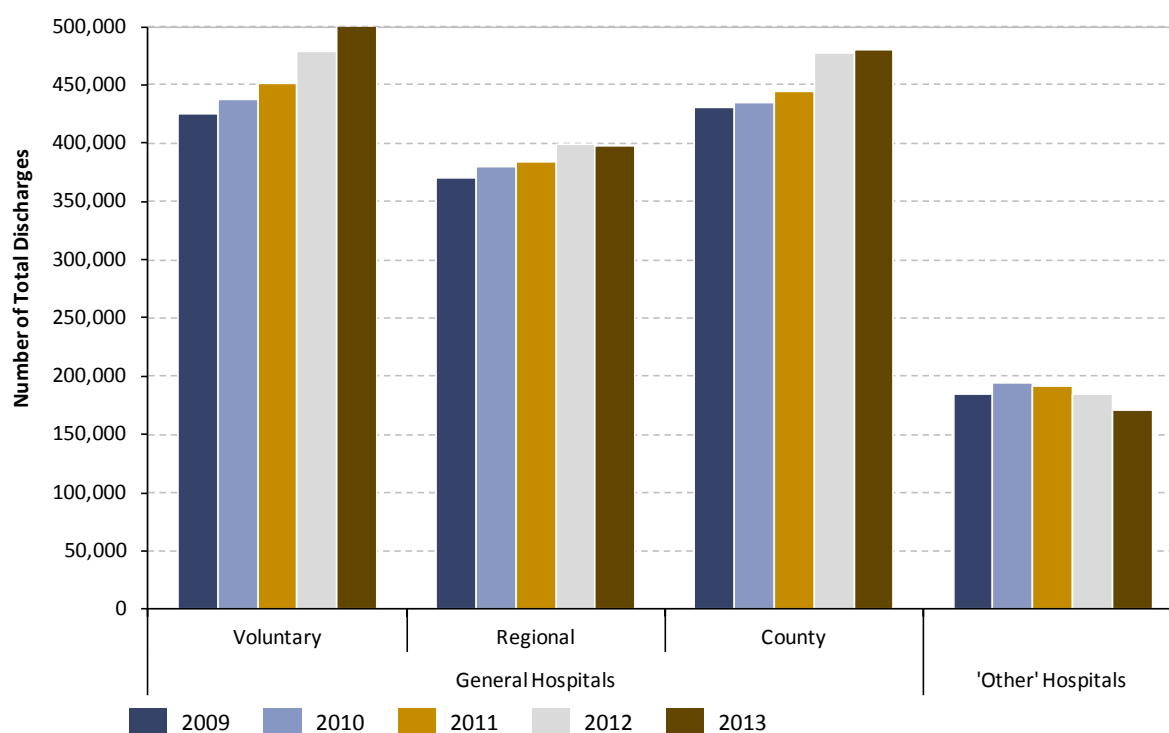 Number of Total Discharges
500,000
450,000
400,000
350,000
300,000
250,000
200,000
150,000
100,000
50,000
0
Voluntary
Regional
County
General Hospitals
'Other' Hospitals
2009
2010
2011
2012
2013